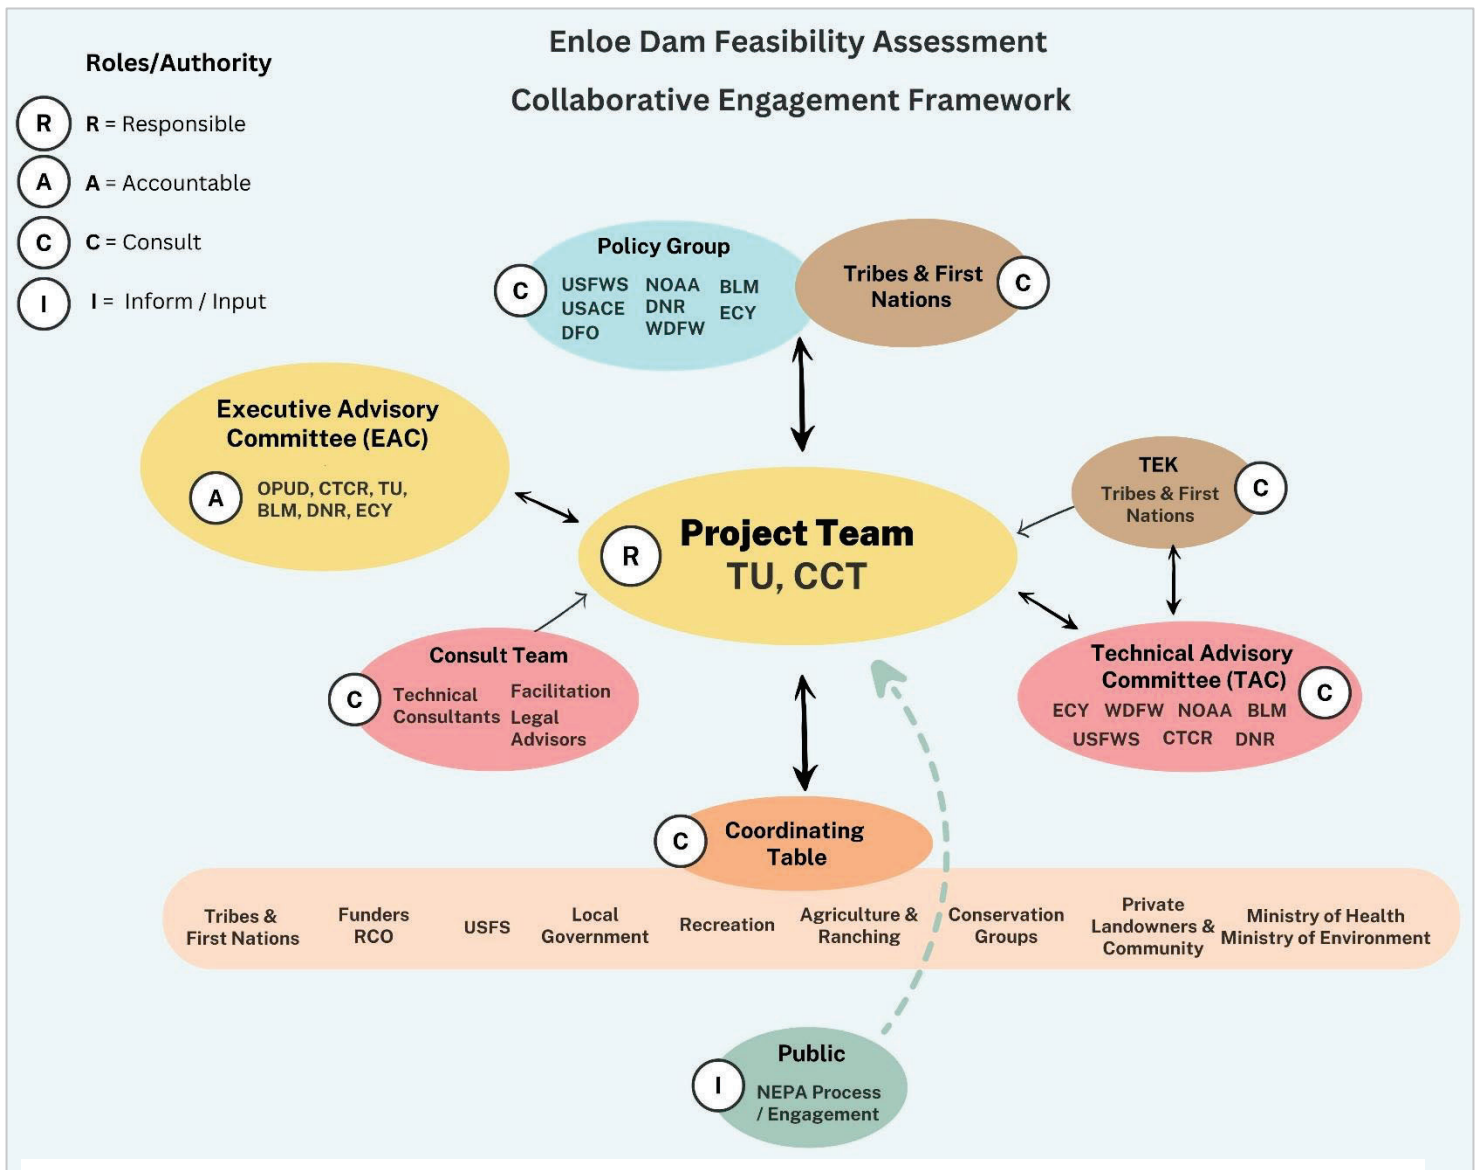 Enloe Dam Feasibility Assessment
Collaborative Engagement Framework
Roles/Authority
R R = Responsible
A A = Accountable
C C = Consult
I I = Inform / Input
Policy Group
C
USFWS NOAA BLM
USACE DNR ECY
DFO WDFW
Tribes & First
Nations
C
Executive Advisory
Committee (EAC)
A
OPUD, CTCR, TU,
BLM, DNR, ECY
TEK
Tribes & First
Nations
C
R
Project Team
TU, CCT
Consult Team
C
Technical
Consultants
Facilitation
Legal
Advisors
Technical Advisory
Committee (TAC)
C
ECY WDFW NOAA BLM
USFWS CTCR DNR
C
Coordinating
Table
Tribes &
First Nations
Funders
RCO
USFS
Local
Government
Recreation
Agriculture &
Ranching
Conservation
Groups
Private
Landowners &
Community
Ministry of Health
Ministry of Environment
Public
I
NEPA Process
/ Engagement